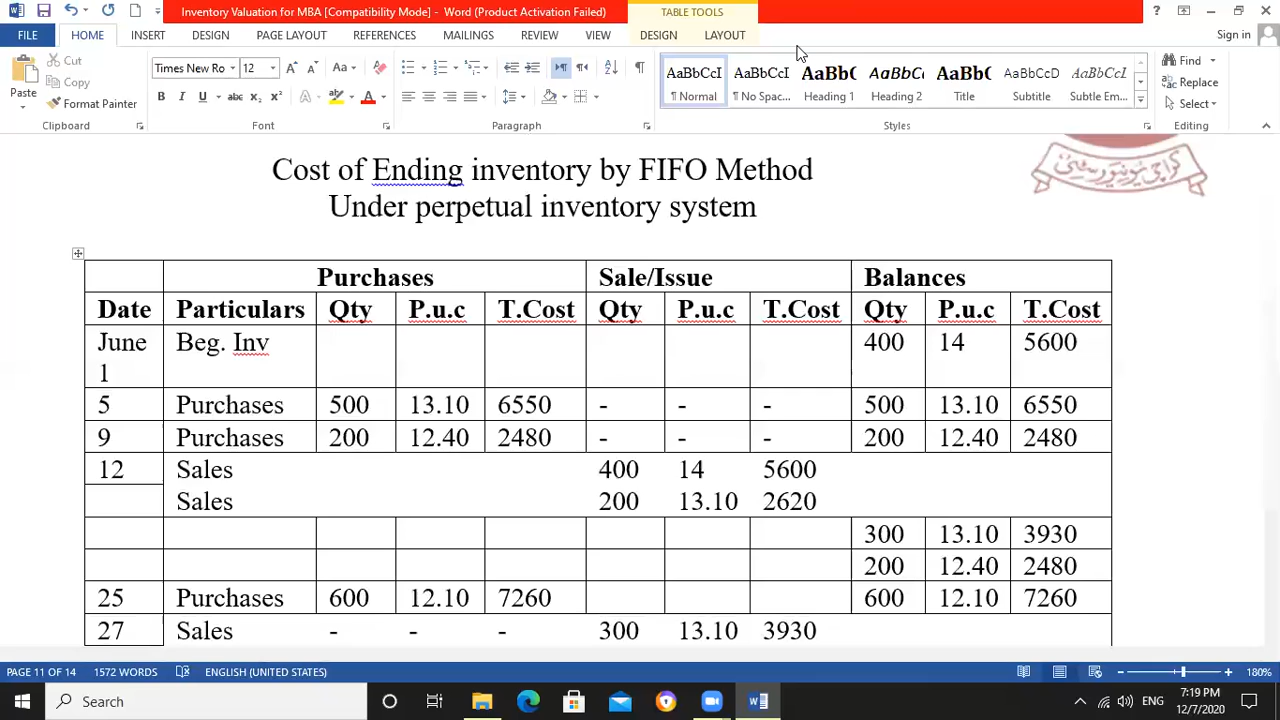 Inventory Valuation for MBA [Compatibility Mode] - Word (Product Activation Failed)
TABLE TOOLS
FILE HOME INSERT DESIGN PAGE LAYOUT REFERENCES MAILINGS REVIEW VIEW DESIGN LAYOUT Sign in
Paste
Cut
Copy
Format Painter
Times New Ro 12
AaBbCcI AaBbCcI AaBbC AaBbCc AaBbC AaBbCcD AaBbCcI
¶ Normal ¶ No Spac... Heading 1 Heading 2 Title Subtitle Subtle Em...
Find
Replace
Select
Clipboard Font Paragraph Styles Editing
کراچی یونیورسٹی
Cost of Ending inventory by FIFO Method
Under perpetual inventory system
Purchases Sale/Issue Balances
Date Particulars Qty P.u.c T.Cost Qty P.u.c T.Cost Qty P.u.c T.Cost
June Beg. Inv 400 14 5600
1
5 Purchases 500 13.10 6550 - - - 500 13.10 6550
9 Purchases 200 12.40 2480 - - - 200 12.40 2480
12 Sales 400 14 5600
Sales 200 13.10 2620
300 13.10 3930
200 12.40 2480
25 Purchases 600 12.10 7260 600 12.10 7260
27 Sales - - - 300 13.10 3930
PAGE 11 OF 14 1572 WORDS ENGLISH (UNITED STATES) 180%
Search
ENG
7:19 PM
12/7/2020